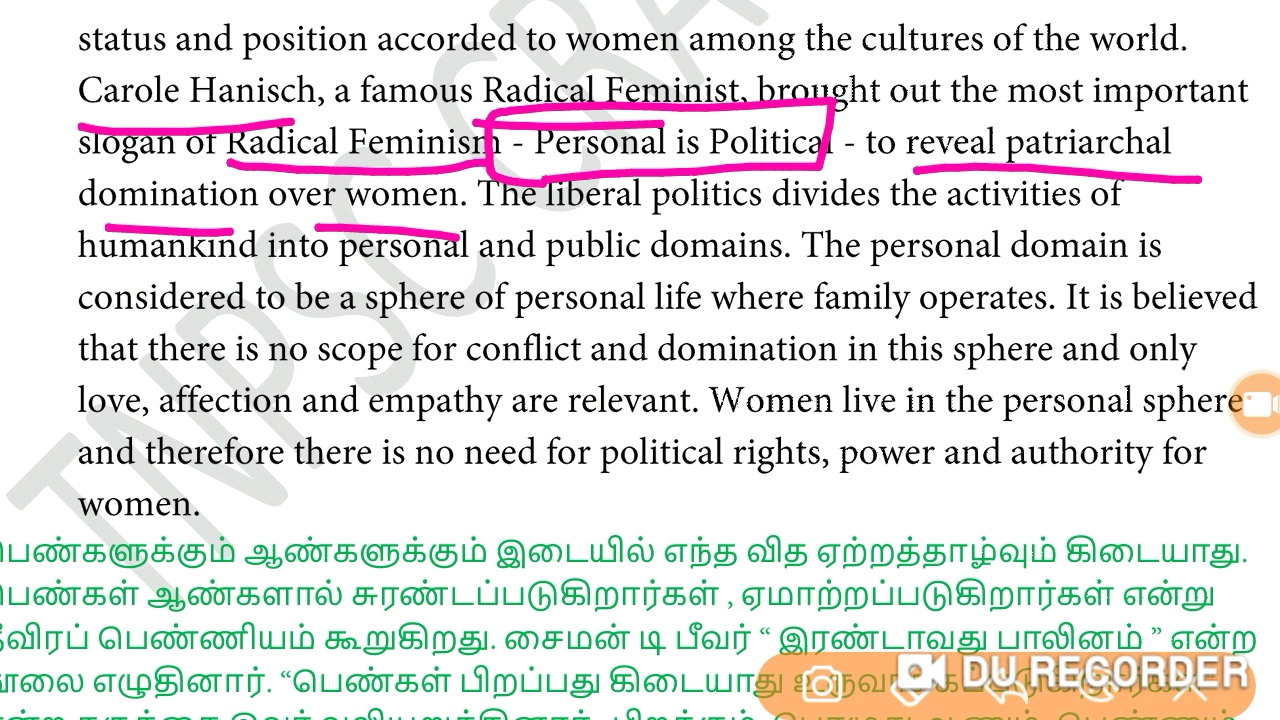 status and position accorded to women among the cultures of the world.
Carole Hanisch, a famous Radical Feminist, brought out the most important
slogan of Radical Feminism - Personal is Political - to reveal patriarchal
domination over women. The liberal politics divides the activities of
humankind into personal and public domains. The personal domain is
considered to be a sphere of personal life where family operates. It is believed
that there is no scope for conflict and domination in this sphere and only
love, affection and empathy are relevant. Women live in the personal sphere
and therefore there is no need for political rights, power and authority for
women.
பெண்களுக்கும் ஆண்களுக்கும் இடையில் எந்த வித ஏற்றத்தாழ்வும் கிடையாது.
பெண்கள் ஆண்களால் சுரண்டப்படுகிறார்கள் , ஏமாற்றப்படுகிறார்கள் என்று
தீவிரப் பெண்ணியம் கூறுகிறது. சைமன் டி பீவர் “ இரண்டாவது பாலினம் ” என்ற
நூலை எழுதினார். “பெண்கள் பிறப்பது கிடையாது
DU RECORDER